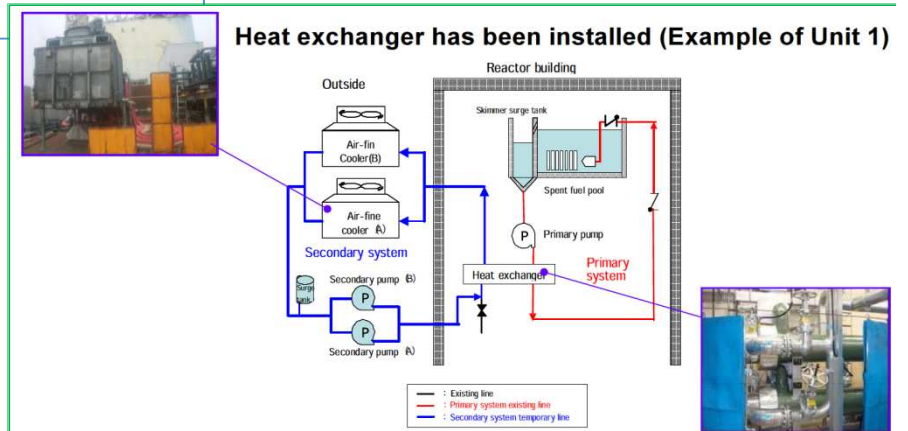 Heat exchanger has been installed (Example of Unit 1)
Reactor building
Outside
Skimmer surge tank
Air-fin
Cooler(B)
Spent fuel pool
Air-fine
cooler (A)
P
Primary pump
Secondary system
Primary
system
Heat exchanger
Secondary pump (B)
Surge
tank
P
P
Secondary pump (A)
: Existing line
: Primary system existing line
: Secondary system temporary line